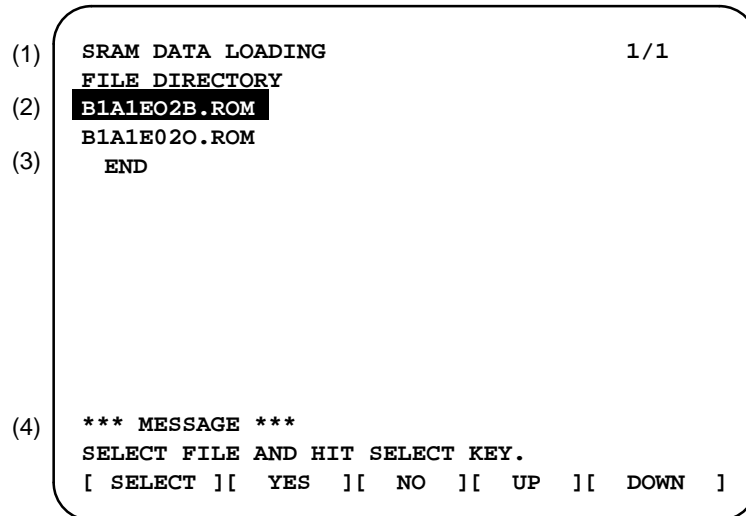 (1) SRAM DATA LOADING 1/1
FILE DIRECTORY
(2) B1A1EO2B.ROM
B1A1E02O.ROM
(3) END
(4) *** MESSAGE ***
SELECT FILE AND HIT SELECT KEY.
[ SELECT ][ YES ][ NO ][ UP ][ DOWN ]